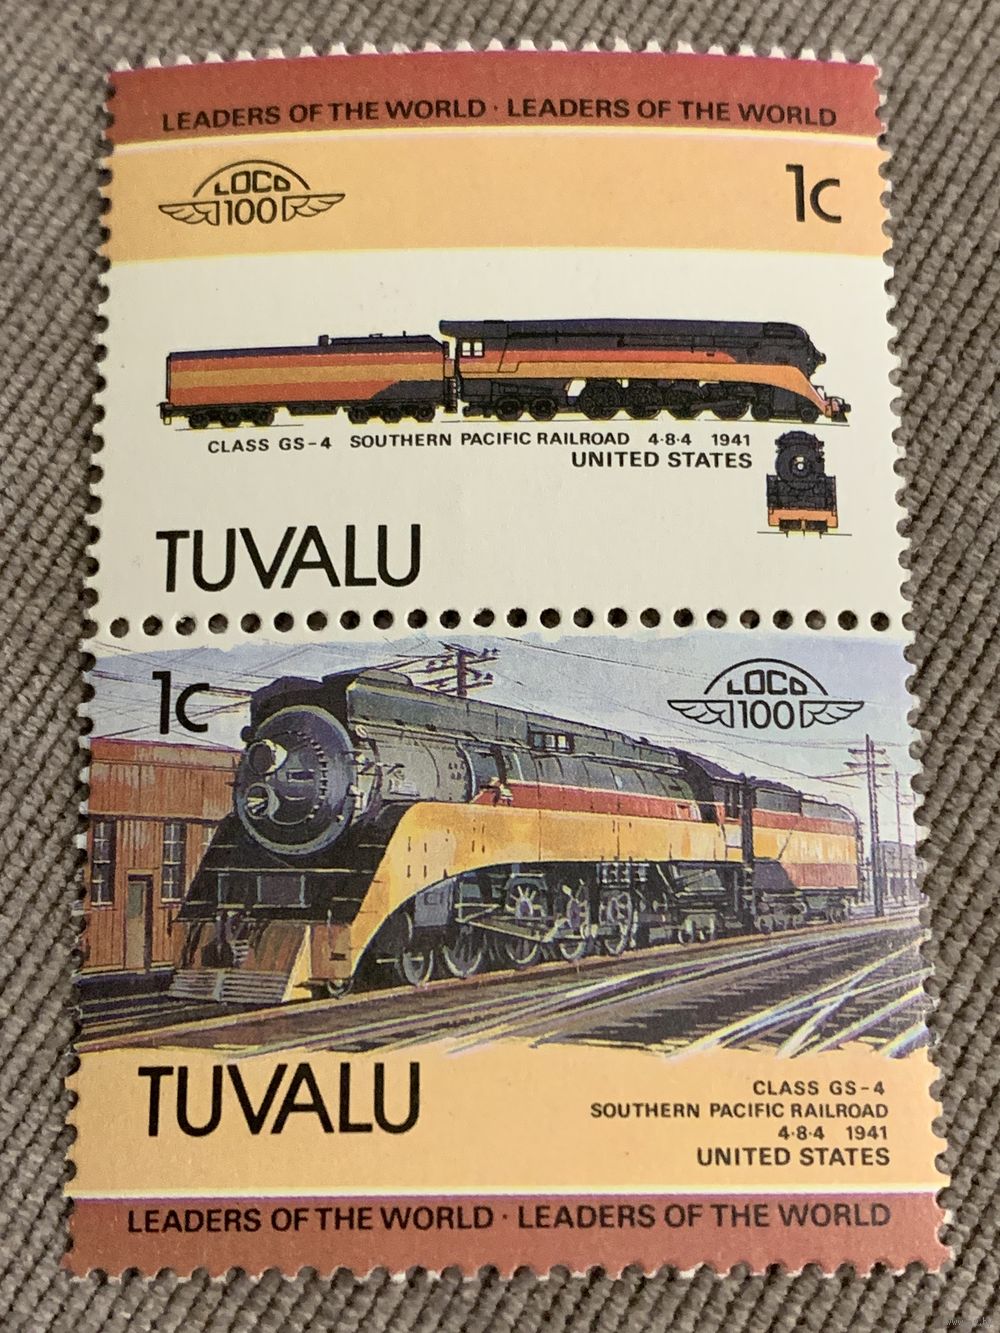 LEADERS OF THE WORLD · LEADERS OF THE WORLD
LOCO
100
1c
CLASS GS-4 SOUTHERN PACIFIC RAILROAD 4·8·4 1941
UNITED STATES
TUVALU
1c
LOCO
100
TUVALU
CLASS GS-4
SOUTHERN PACIFIC RAILROAD
4·8·4 1941
UNITED STATES
LEADERS OF THE WORLD · LEADERS OF THE WORLD